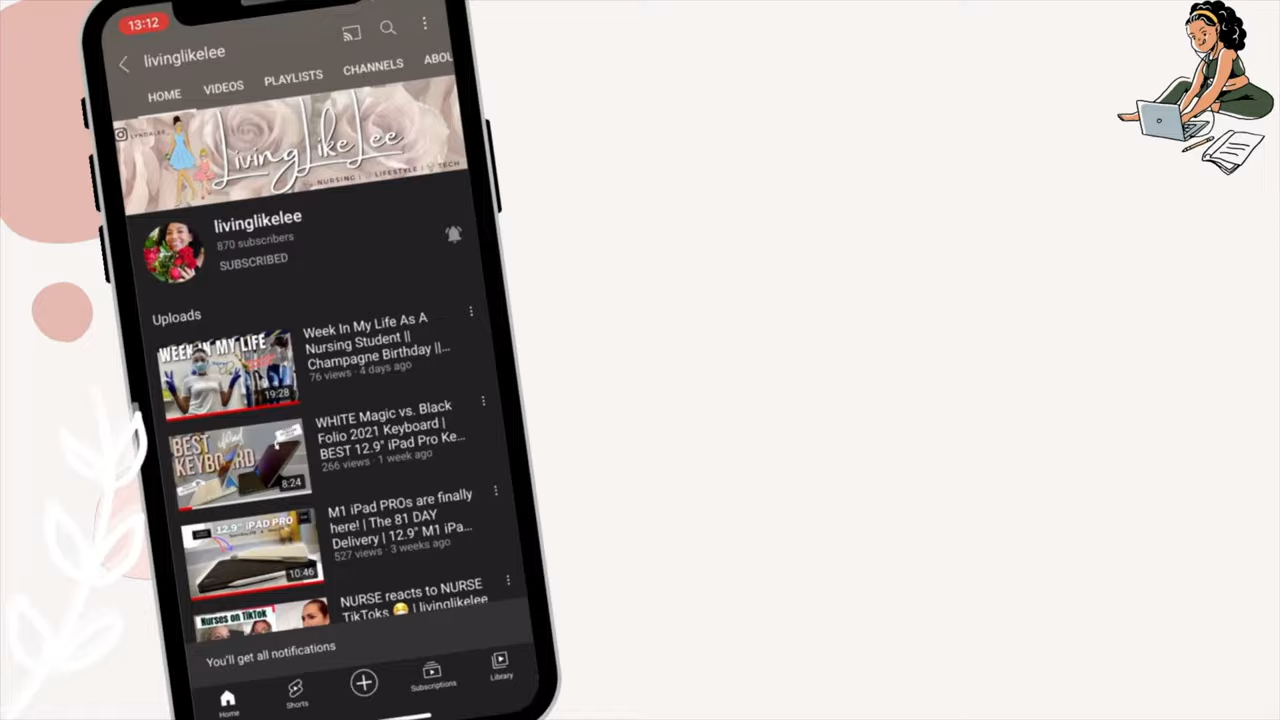 13:12
livinglikelee
HOME VIDEOS PLAYLISTS CHANNELS ABOU
LYNDALEE_
LivingLikeLee
NURSING | LIFESTYLE | TECH
livinglikelee
870 subscribers
SUBSCRIBED
Uploads
WEEK IN MY LIFE
19:28
Week In My Life As A
Nursing Student ||
Champagne Birthday ||...
76 views · 4 days ago
BEST iPad
KEYBOARD
8:24
WHITE Magic vs. Black
Folio 2021 Keyboard |
BEST 12.9" iPad Pro Ke...
266 views · 1 week ago
12.9" iPAD PRO
10:46
M1 iPad PROs are finally
here! | The 81 DAY
Delivery | 12.9" M1 iPa...
527 views · 3 weeks ago
Nurses on TikTok
NURSE reacts to NURSE
TikToks 😂 | livinglikelee
You'll get all notifications
Home Shorts Subscriptions Library